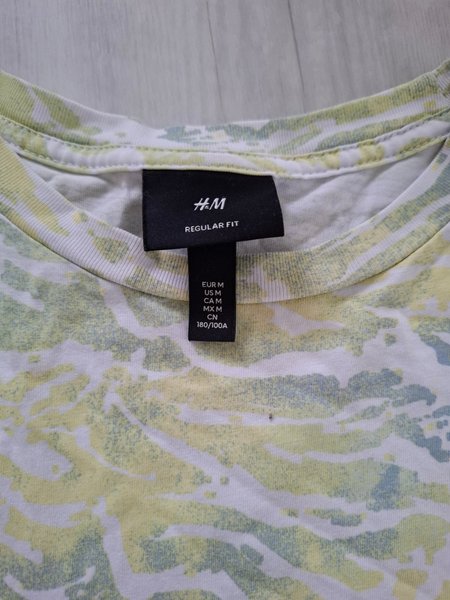 H&M
REGULAR FIT
EUR M
US M
CA M
MX M
CN
180/100A